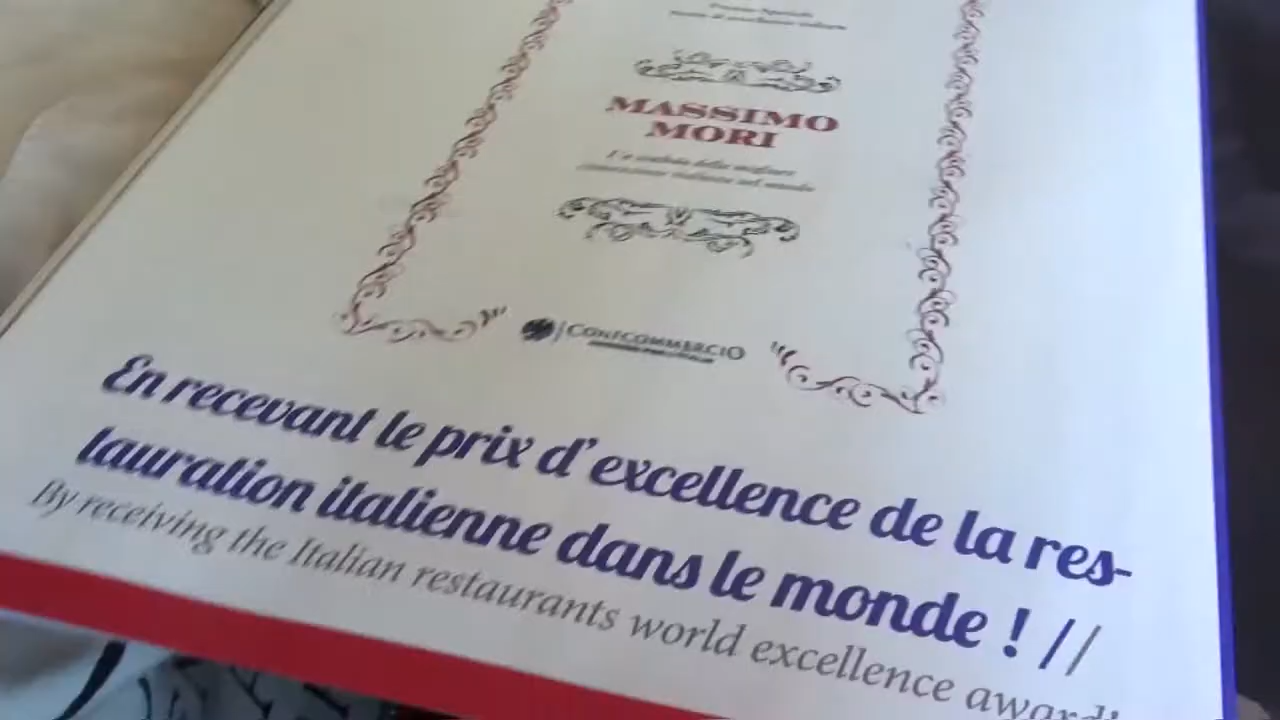 MASSIMO
MORI
CONFCOMMERCIO
En recevant le prix d'excellence de la res-
tauration italienne dans le monde ! //
By receiving the Italian restaurants world excellence award!